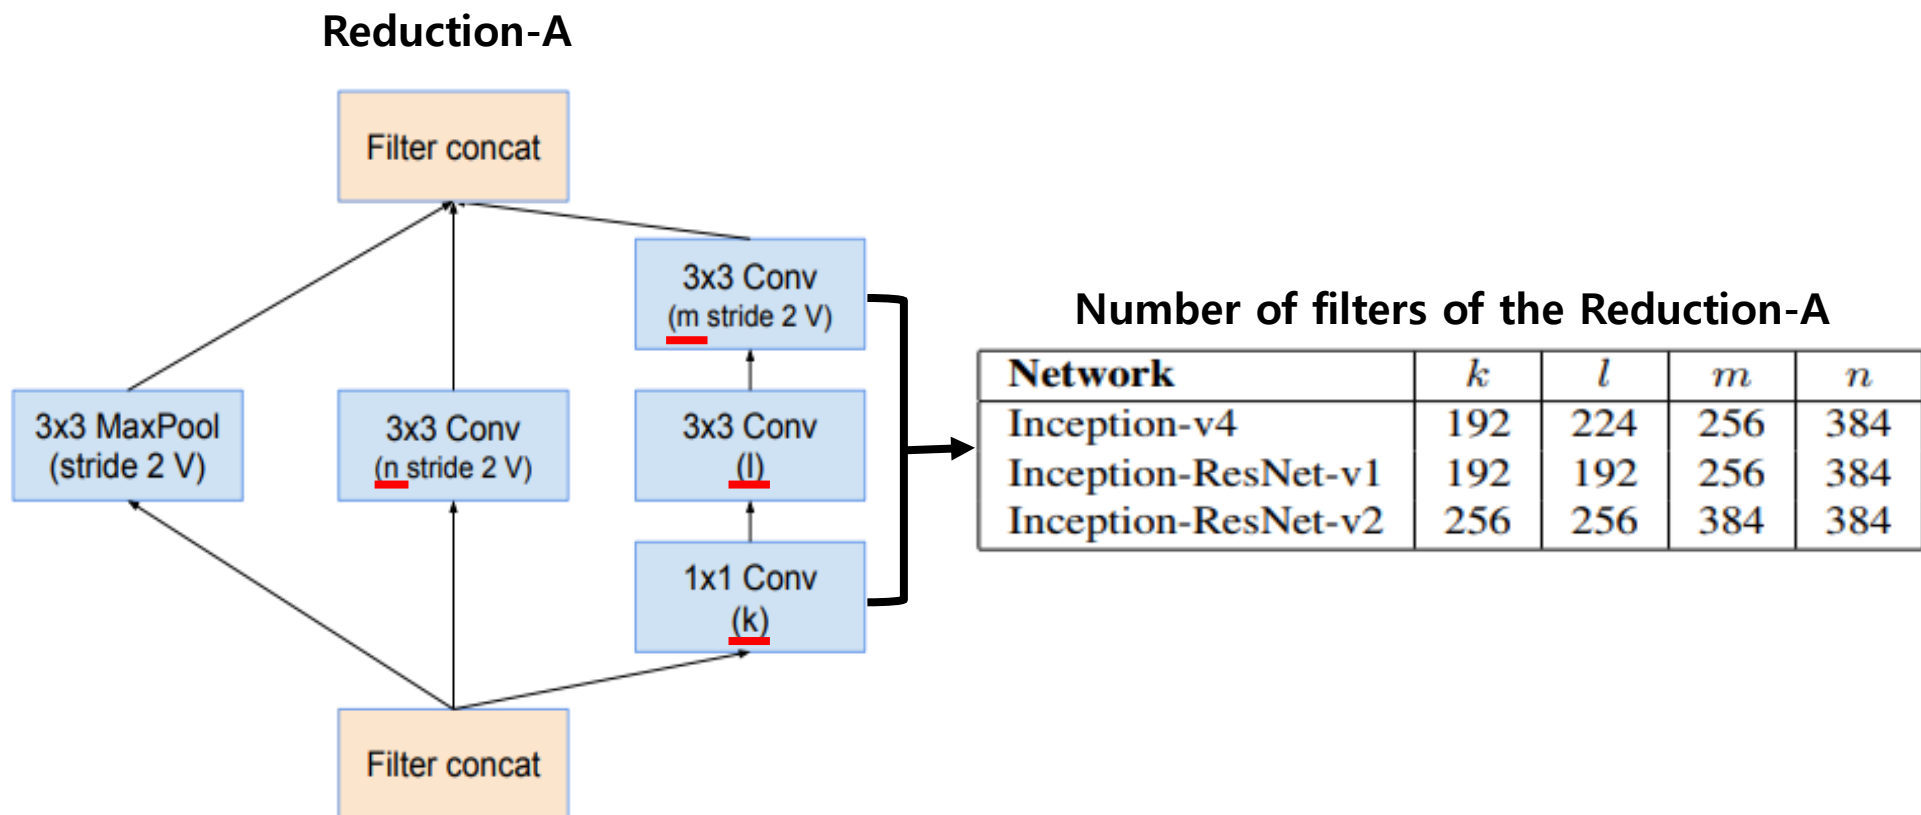 Reduction-A
Filter concat
3x3 Conv
(m stride 2 V)
3x3 MaxPool
(stride 2 V)
3x3 Conv
(n stride 2 V)
3x3 Conv
(l)
1x1 Conv
(k)
Filter concat
Number of filters of the Reduction-A
Network k l m n
Inception-v4 192 224 256 384
Inception-ResNet-v1 192 192 256 384
Inception-ResNet-v2 256 256 384 384